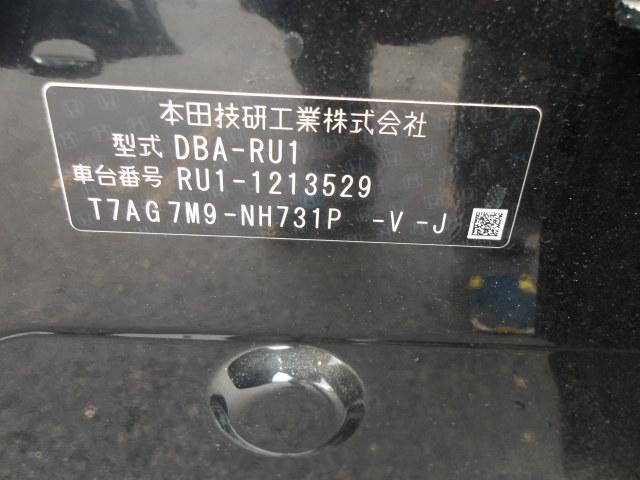 本田技研工業株式会社
型式 DBA-RU1
車台番号 RU1-1213529
T7AG7M9-NH731P -V -J